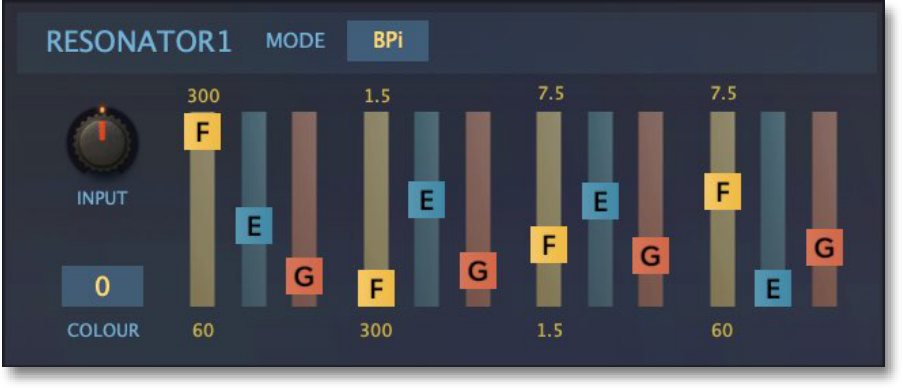 RESONATOR1 MODE BPi
300 1.5 7.5 7.5
F E G F E G F E G F E G
INPUT
0
COLOUR 60 300 1.5 60